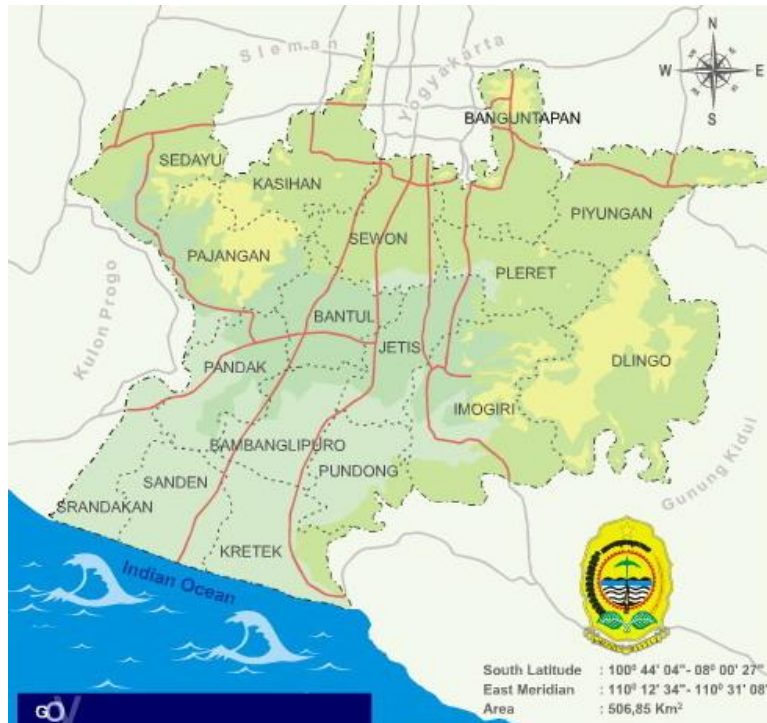 Sleman
Yogyakarta
N
W
E
S
BANGUNTAPAN
SEDAYU
KASIHAN
PIYUNGAN
SEWON
PAJANGAN
PLERET
Kulon Progo
BANTUL
JETIS
PANDAK
DLINGO
IMOGIRI
BAMBANGLIPURO
PUNDONG
SANDEN
SRANDAKAN
Gunung Kidul
KRETEK
Indian Ocean
South Latitude : 100º 44' 04"- 08º 00' 27"
East Meridian : 110º 12' 34"- 110º 31' 08"
Area : 506,85 Km²
GOV